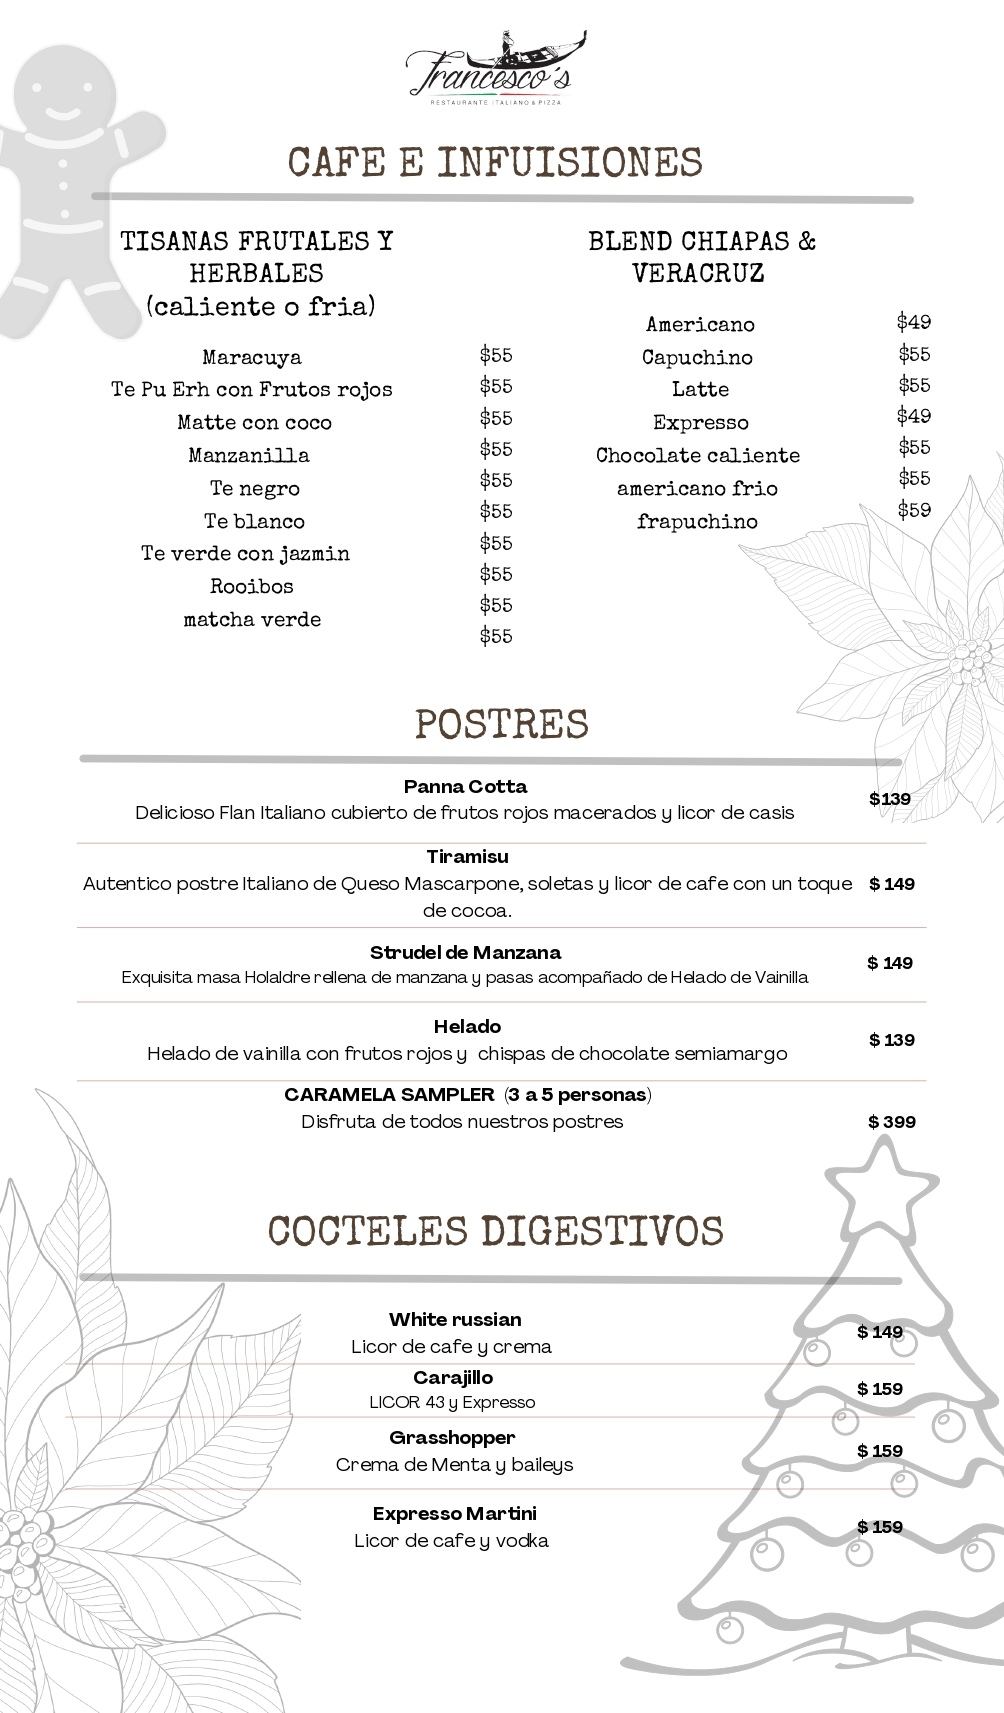 Francesco's
RESTAURANTE ITALIANO & PIZZA
CAFE E INFUISIONES
TISANAS FRUTALES Y
HERBALES
(caliente o fria)
Maracuya $55
Te Pu Erh con Frutos rojos $55
Matte con coco $55
Manzanilla $55
Te negro $55
Te blanco $55
Te verde con jazmin $55
Rooibos $55
matcha verde $55
$55
BLEND CHIAPAS &
VERACRUZ
Americano $49
Capuchino $55
Latte $55
Expresso $49
Chocolate caliente $55
americano frio $55
frapuchino $59
POSTRES
Panna Cotta
Delicioso Flan Italiano cubierto de frutos rojos macerados y licor de casis
$139
Tiramisu
Autentico postre Italiano de Queso Mascarpone, soletas y licor de cafe con un toque $ 149
de cocoa.
Strudel de Manzana
$ 149
Exquisita masa Holaldre rellena de manzana y pasas acompañado de Helado de Vainilla
Helado
$ 139
Helado de vainilla con frutos rojos y chispas de chocolate semiamargo
CARAMELA SAMPLER (3 a 5 personas)
Disfruta de todos nuestros postres $ 399
COCTELES DIGESTIVOS
White russian
$ 149
Licor de cafe y crema
Carajillo
$ 159
LICOR 43 y Expresso
Grasshopper
$ 159
Crema de Menta y baileys
Expresso Martini
$ 159
Licor de cafe y vodka